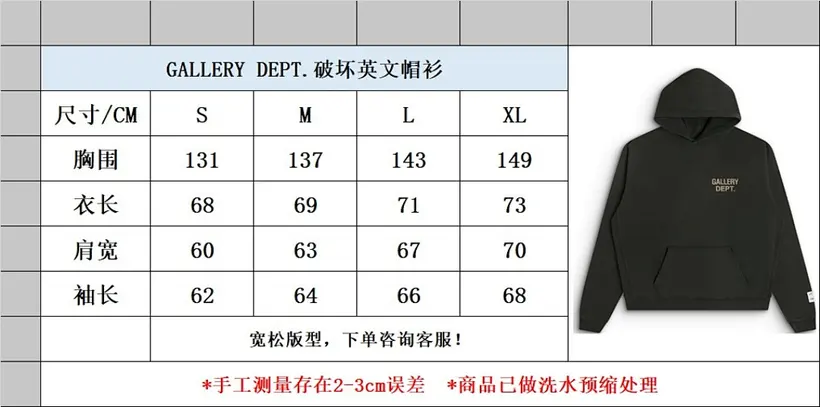 GALLERY DEPT.破坏英文帽衫
尺寸/CM S M L XL
胸围 131 137 143 149
衣长 68 69 71 73
肩宽 60 63 67 70
袖长 62 64 66 68
宽松版型，下单咨询客服！
*手工测量存在2-3cm误差 *商品已做洗水预缩处理
GALLERY
DEPT.